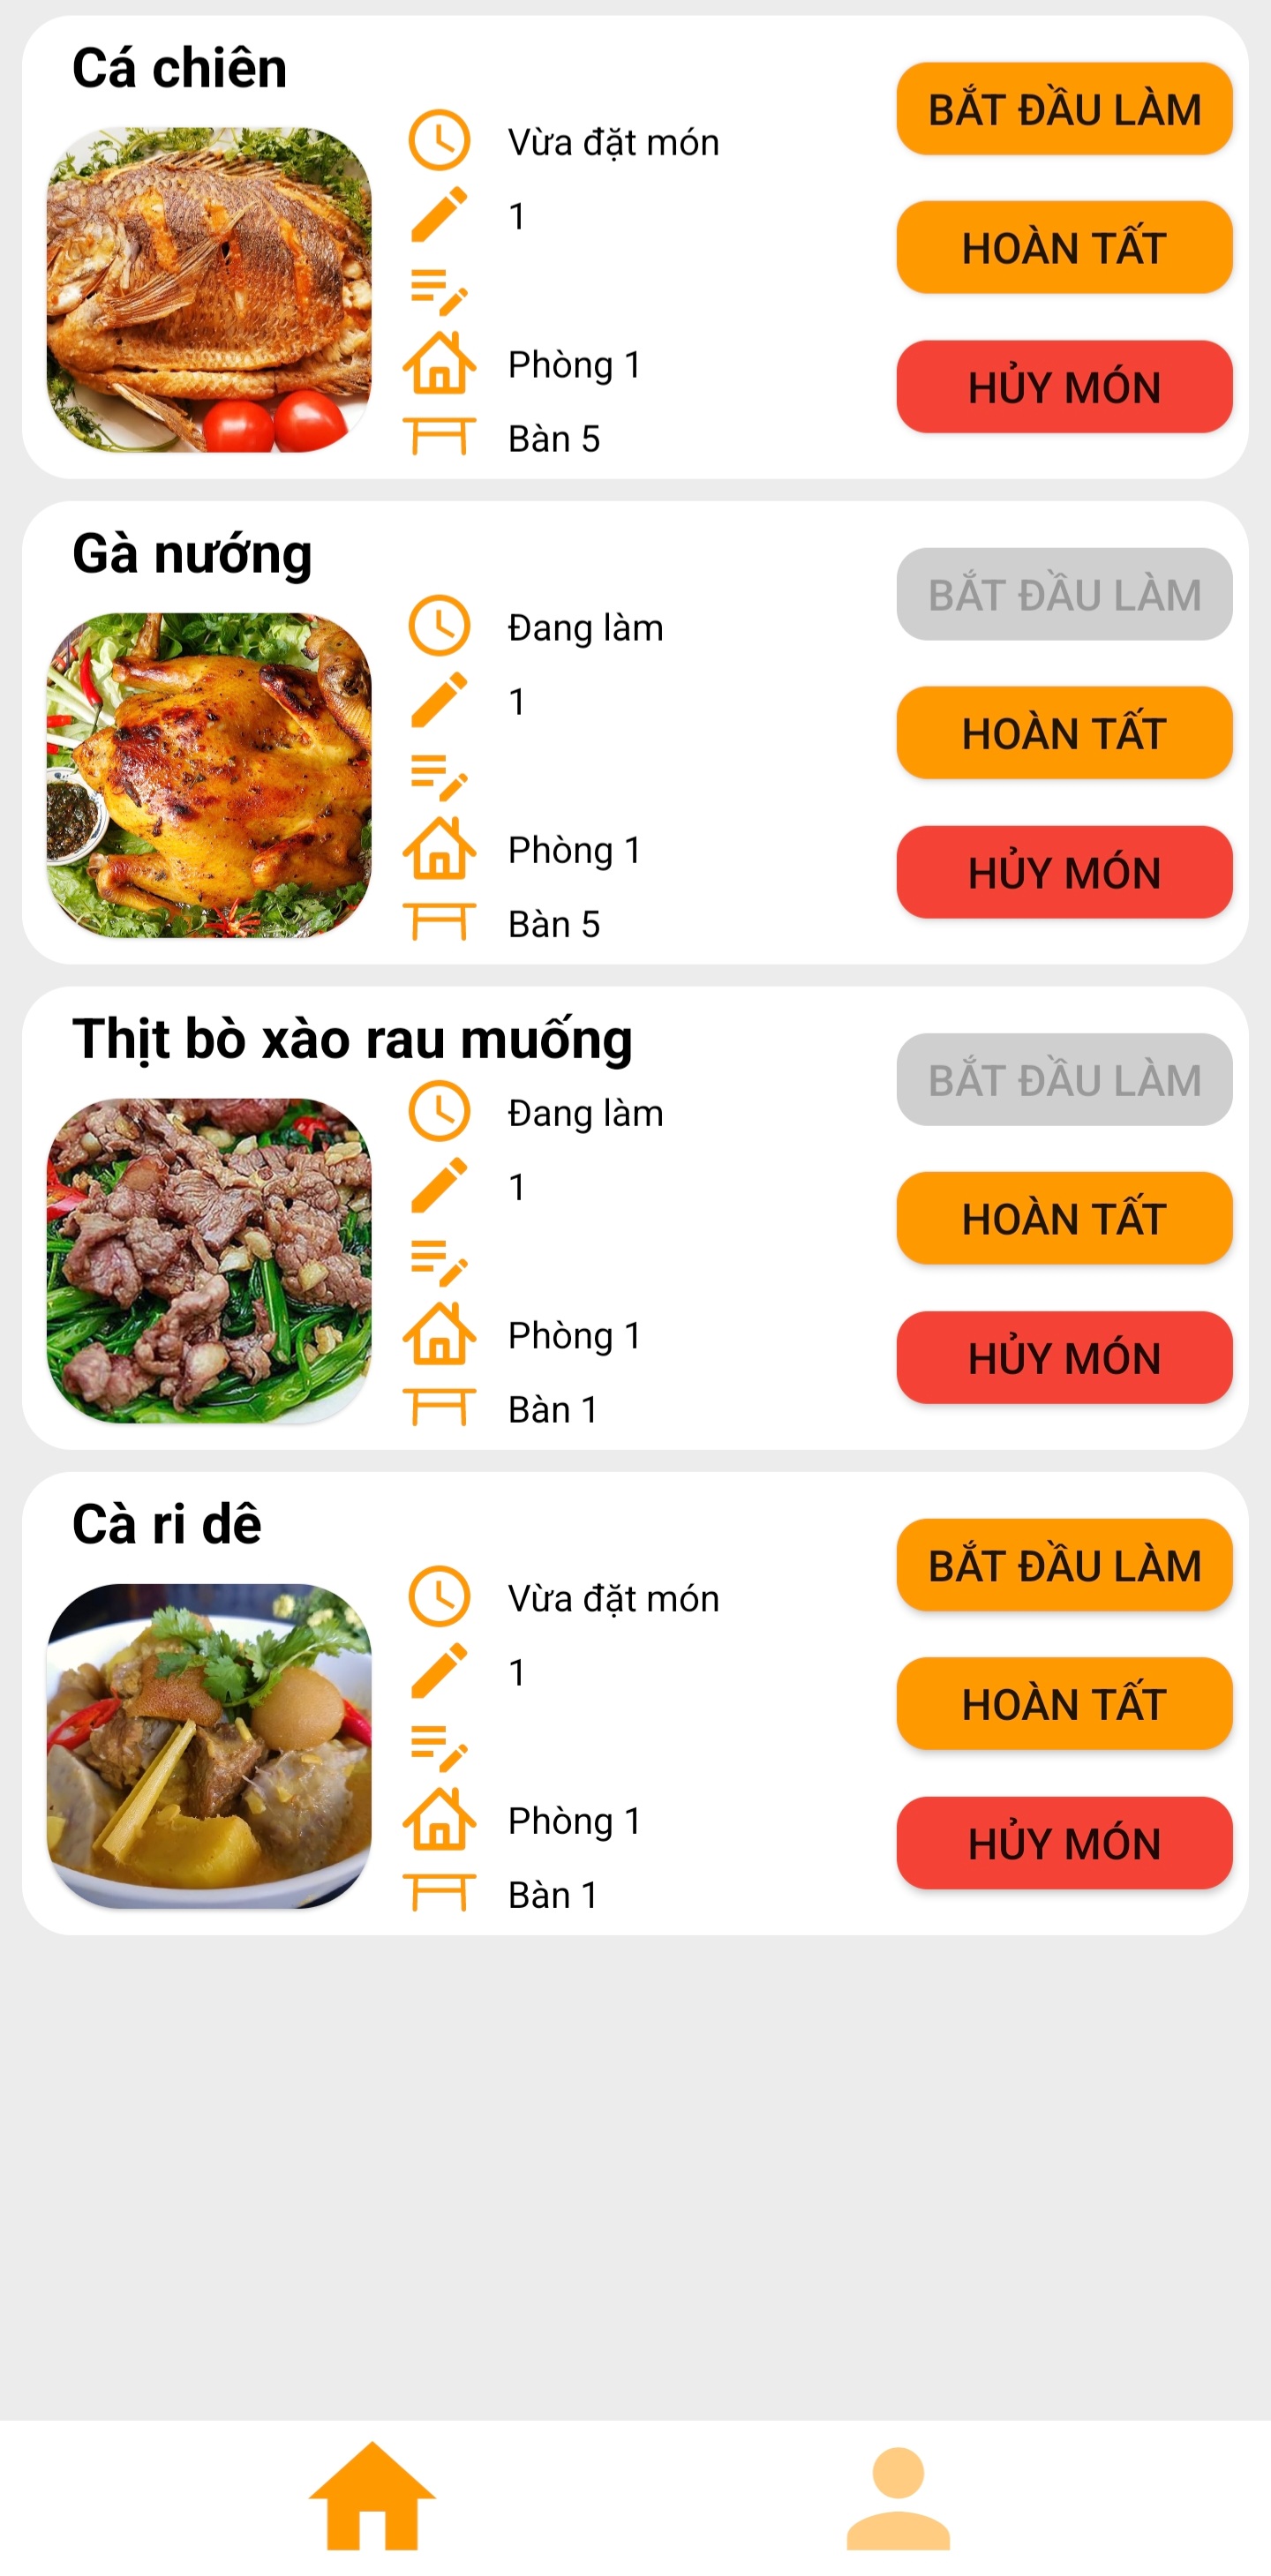 Cá chiên
Vừa đặt món
1
Phòng 1
Bàn 5
BẮT ĐẦU LÀM
HOÀN TẤT
HỦY MÓN
Gà nướng
Đang làm
1
Phòng 1
Bàn 5
BẮT ĐẦU LÀM
HOÀN TẤT
HỦY MÓN
Thịt bò xào rau muống
Đang làm
1
Phòng 1
Bàn 1
BẮT ĐẦU LÀM
HOÀN TẤT
HỦY MÓN
Cà ri dê
Vừa đặt món
1
Phòng 1
Bàn 1
BẮT ĐẦU LÀM
HOÀN TẤT
HỦY MÓN